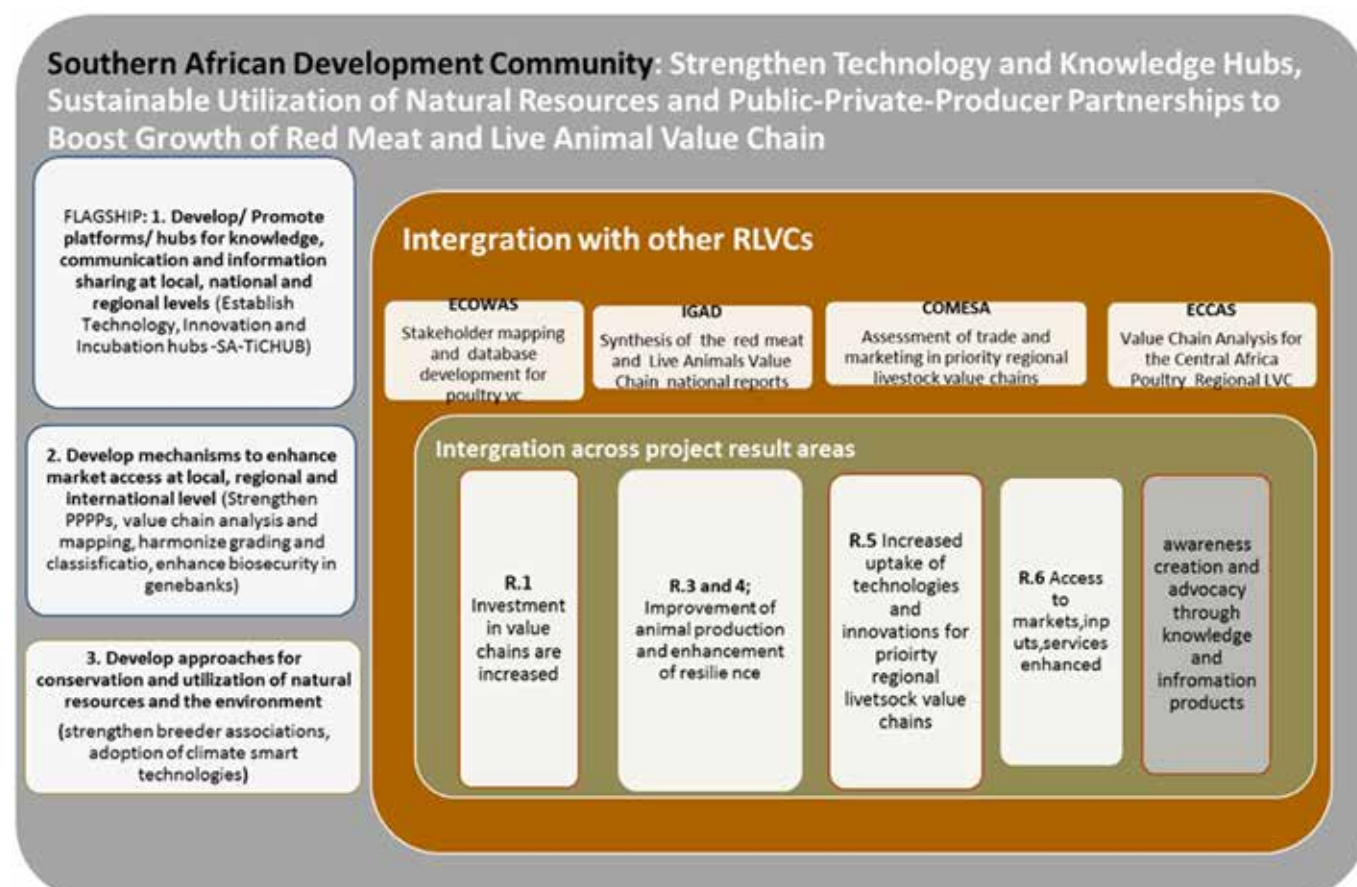 Southern African Development Community: Strengthen Technology and Knowledge Hubs,
Sustainable Utilization of Natural Resources and Public-Private-Producer Partnerships to
Boost Growth of Red Meat and Live Animal Value Chain
FLAGSHIP: 1. Develop/ Promote
platforms/ hubs for knowledge,
communication and information
sharing at local, national and
regional levels (Establish
Technology, Innovation and
Incubation hubs -SA-TiCHUB)
2. Develop mechanisms to enhance
market access at local, regional and
international level (Strengthen
PPPPs, value chain analysis and
mapping, harmonize grading and
classisficatio, enhance biosecurity in
genebanks)
3. Develop approaches for
conservation and utilization of natural
resources and the environment
(strengthen breeder associations,
adoption of climate smart
technologies)
Intergration with other RLVCs
ECOWAS
Stakeholder mapping
and database
development for
poultry vc
IGAD
Synthesis of the red meat
and Live Animals Value
Chain national reports
COMESA
Assessment of trade and
marketing in priority regional
livestock value chains
ECCAS
Value Chain Analysis for
the Central Africa
Poultry Regional LVC
Intergration across project result areas
R.1
Investment
in value
chains are
increased
R.3 and 4;
Improvement of
animal production
and enhancement
of resilie nce
R.5 Increased
uptake of
technologies
and
innovations for
prioirty
regional
livetsock value
chains
R.6 Access
to
markets,inp
uts,services
enhanced
awareness
creation and
advocacy
through
knowledge
and
infromation
products